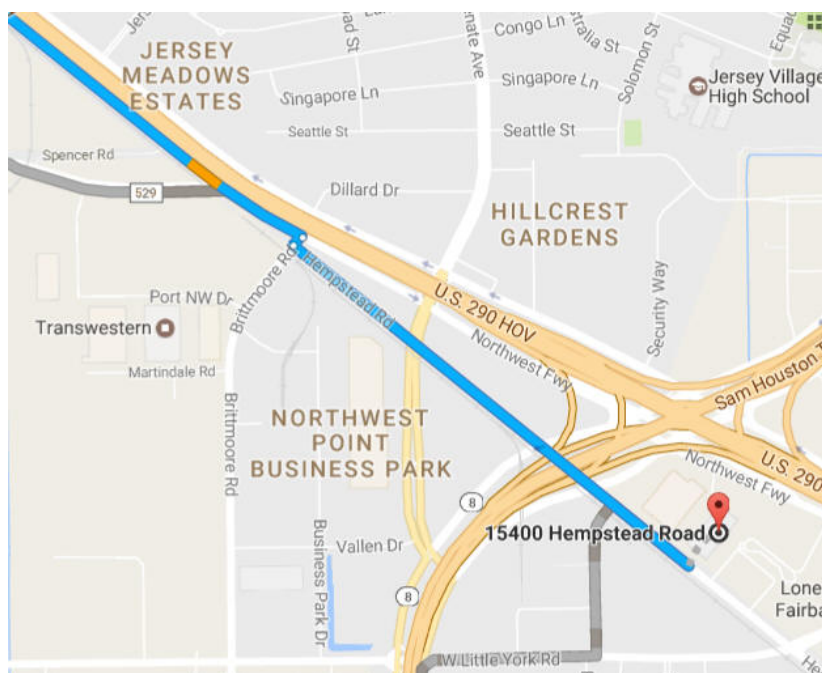 Congo Ln
Solomon St
JERSEY
MEADOWS
ESTATES
Singapore Ln
Singapore Ln
Jersey Village
High School
Seattle St
Seattle St
Spencer Rd
529
Dillard Dr
HILLCREST
GARDENS
Hempstead Rd
Brittmoore Rd
U.S. 290 HOV
Security Way
Port NW Dr
Transwestern
Northwest Fwy
Martindale Rd
Sam Houston T
Brittmoore Rd
NORTHWEST
POINT
BUSINESS PARK
U.S. 290
Northwest Fwy
8
15400 Hempstead Road
Vallen Dr
Business Park Dr
8
Lone
Fairba
W Little York Rd
He